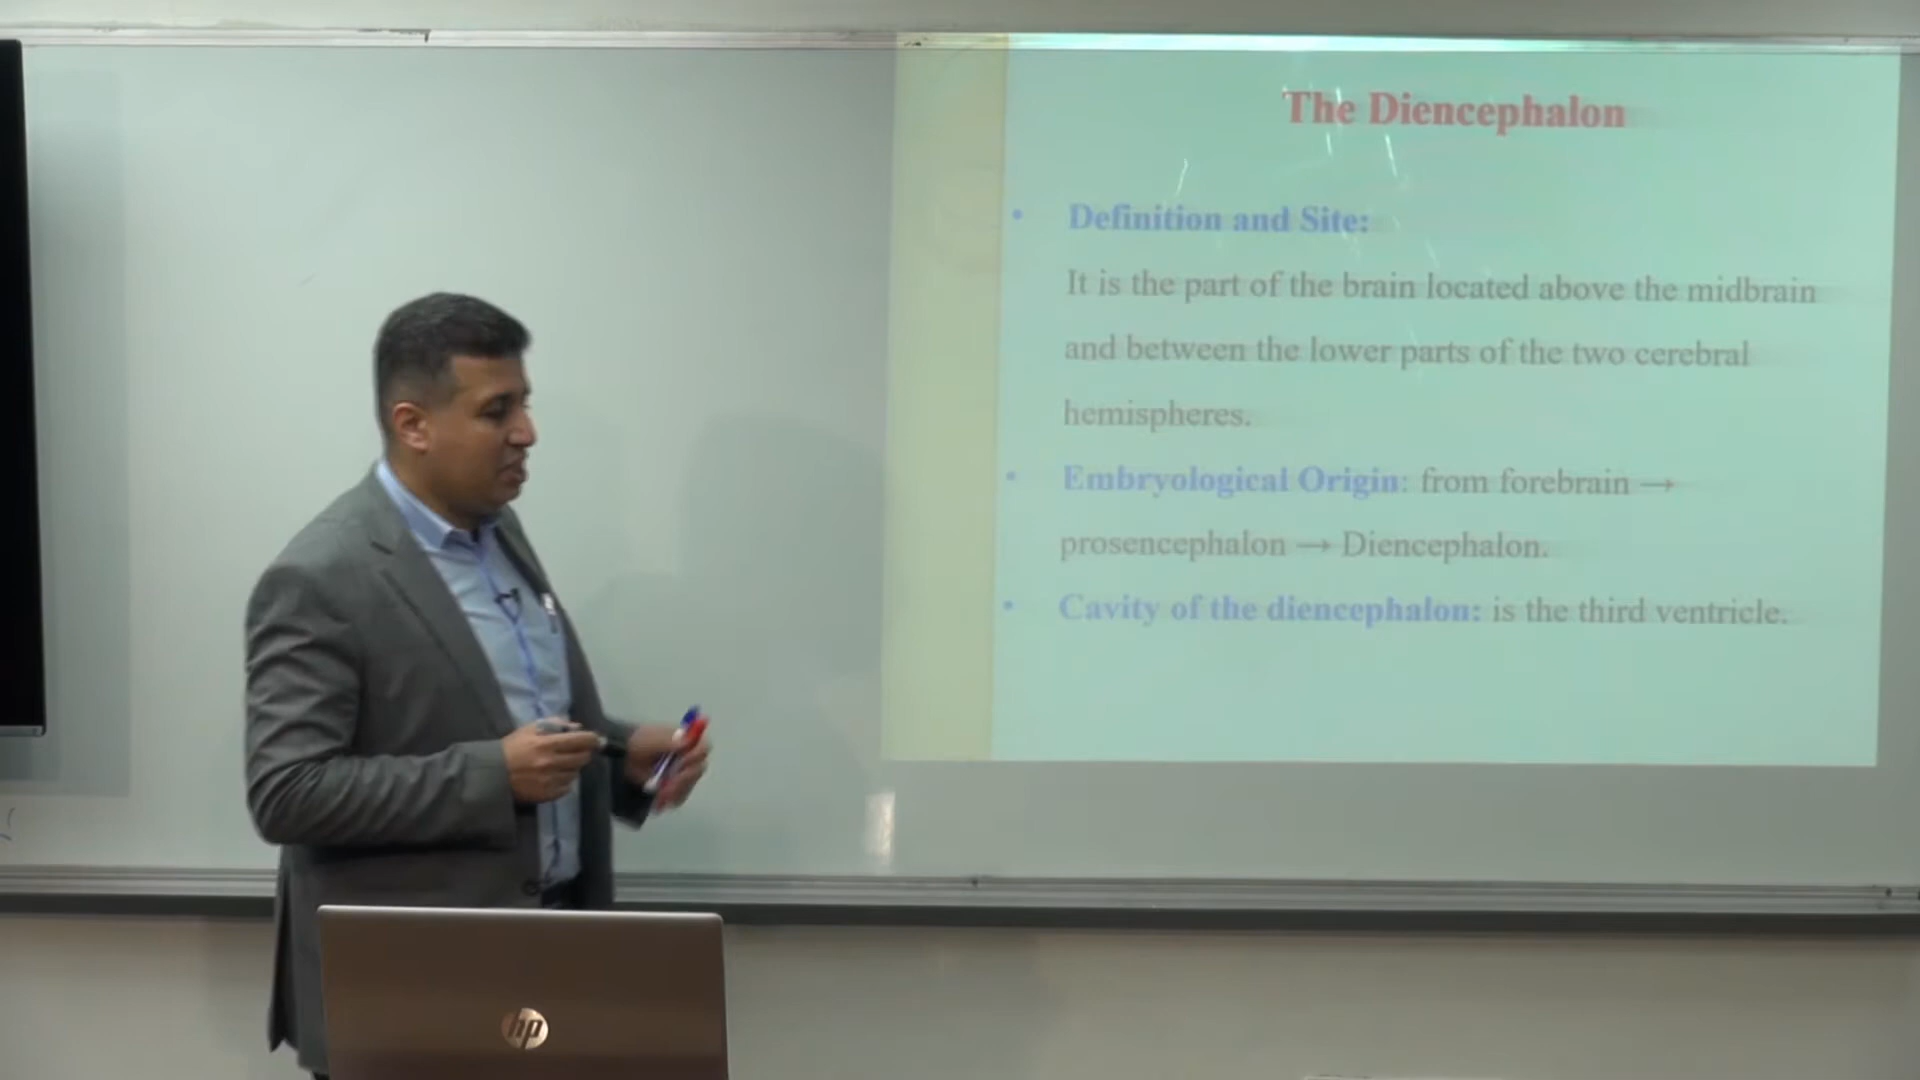 The Diencephalon
• Definition and Site:
It is the part of the brain located above the midbrain
and between the lower parts of the two cerebral
hemispheres.
• Embryological Origin: from forebrain →
prosencephalon → Diencephalon.
• Cavity of the diencephalon: is the third ventricle.
hp